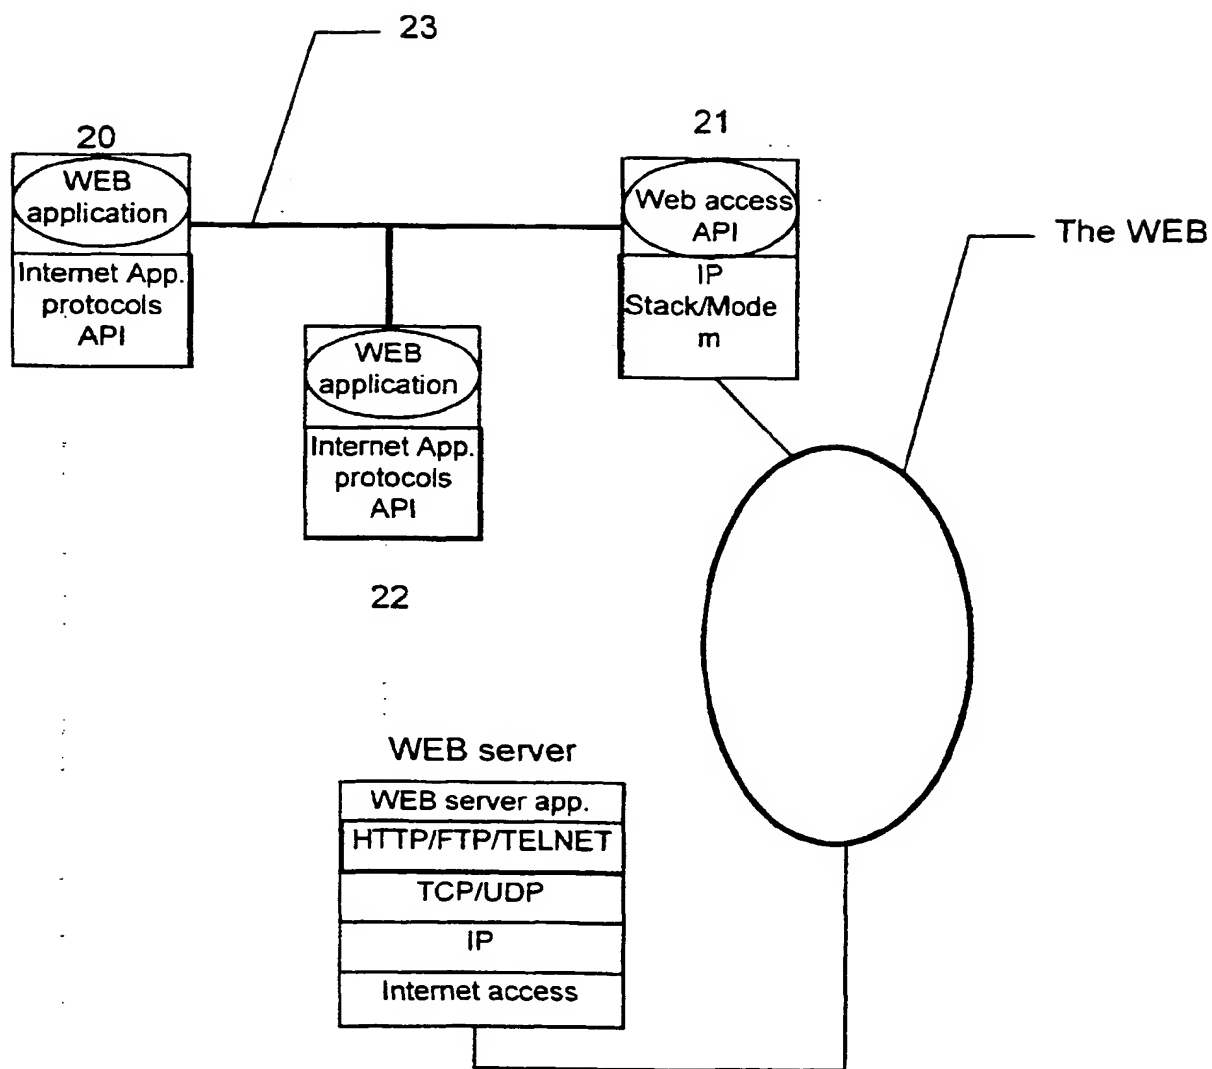 23
20
21
WEB
application
Internet App.
protocols
API
Web access
API
IP
Stack/Mode
m
The WEB
WEB
application
Internet App.
protocols
API
22
WEB server
WEB server app.
HTTP/FTP/TELNET
TCP/UDP
IP
Internet access